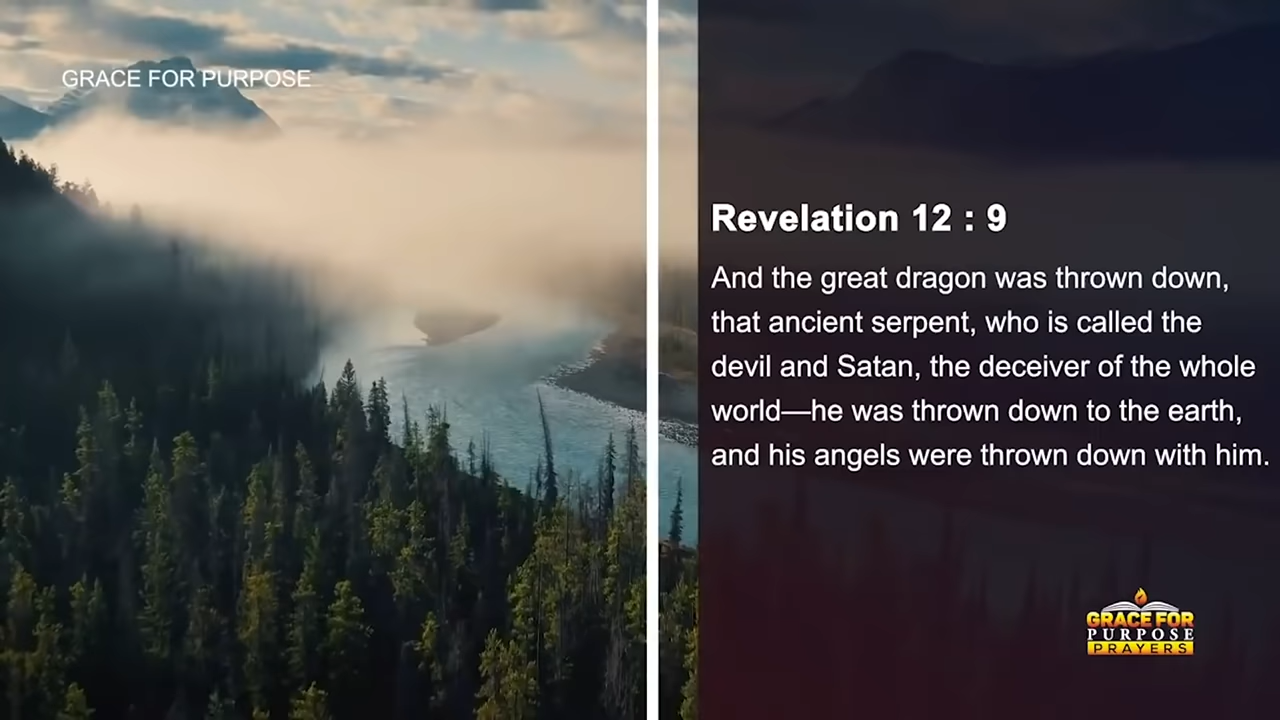 GRACE FOR PURPOSE
Revelation 12 : 9
And the great dragon was thrown down,
that ancient serpent, who is called the
devil and Satan, the deceiver of the whole
world—he was thrown down to the earth,
and his angels were thrown down with him.
GRACE FOR
PURPOSE
PRAYERS